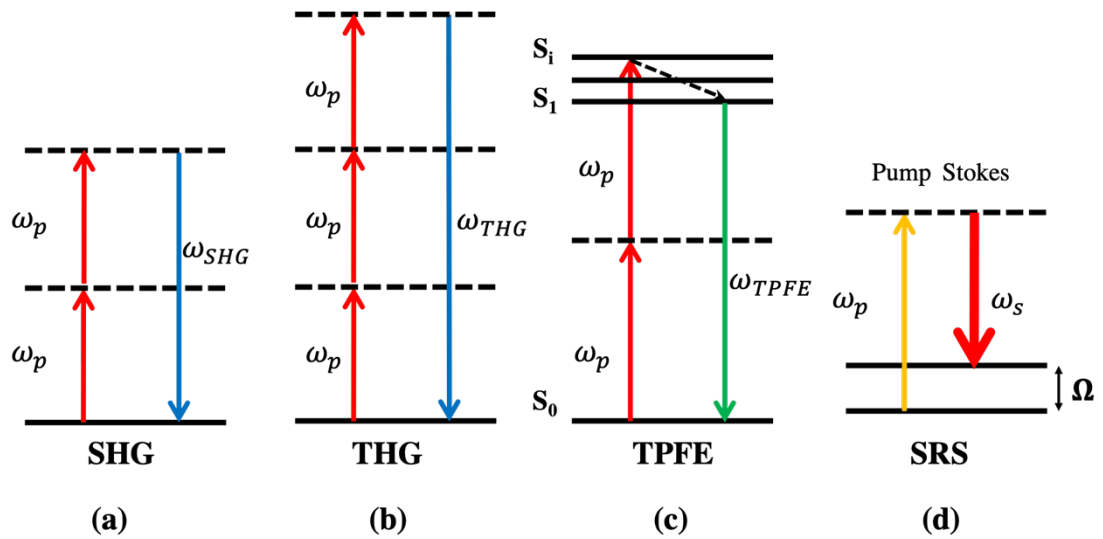 ω_p
ω_p
ω_SHG
SHG
(a)
ω_p
ω_p
ω_p
ω_THG
THG
(b)
S_i
S_1
S_0
ω_p
ω_p
ω_TPFE
TPFE
(c)
Pump Stokes
ω_p
ω_s
Ω
SRS
(d)